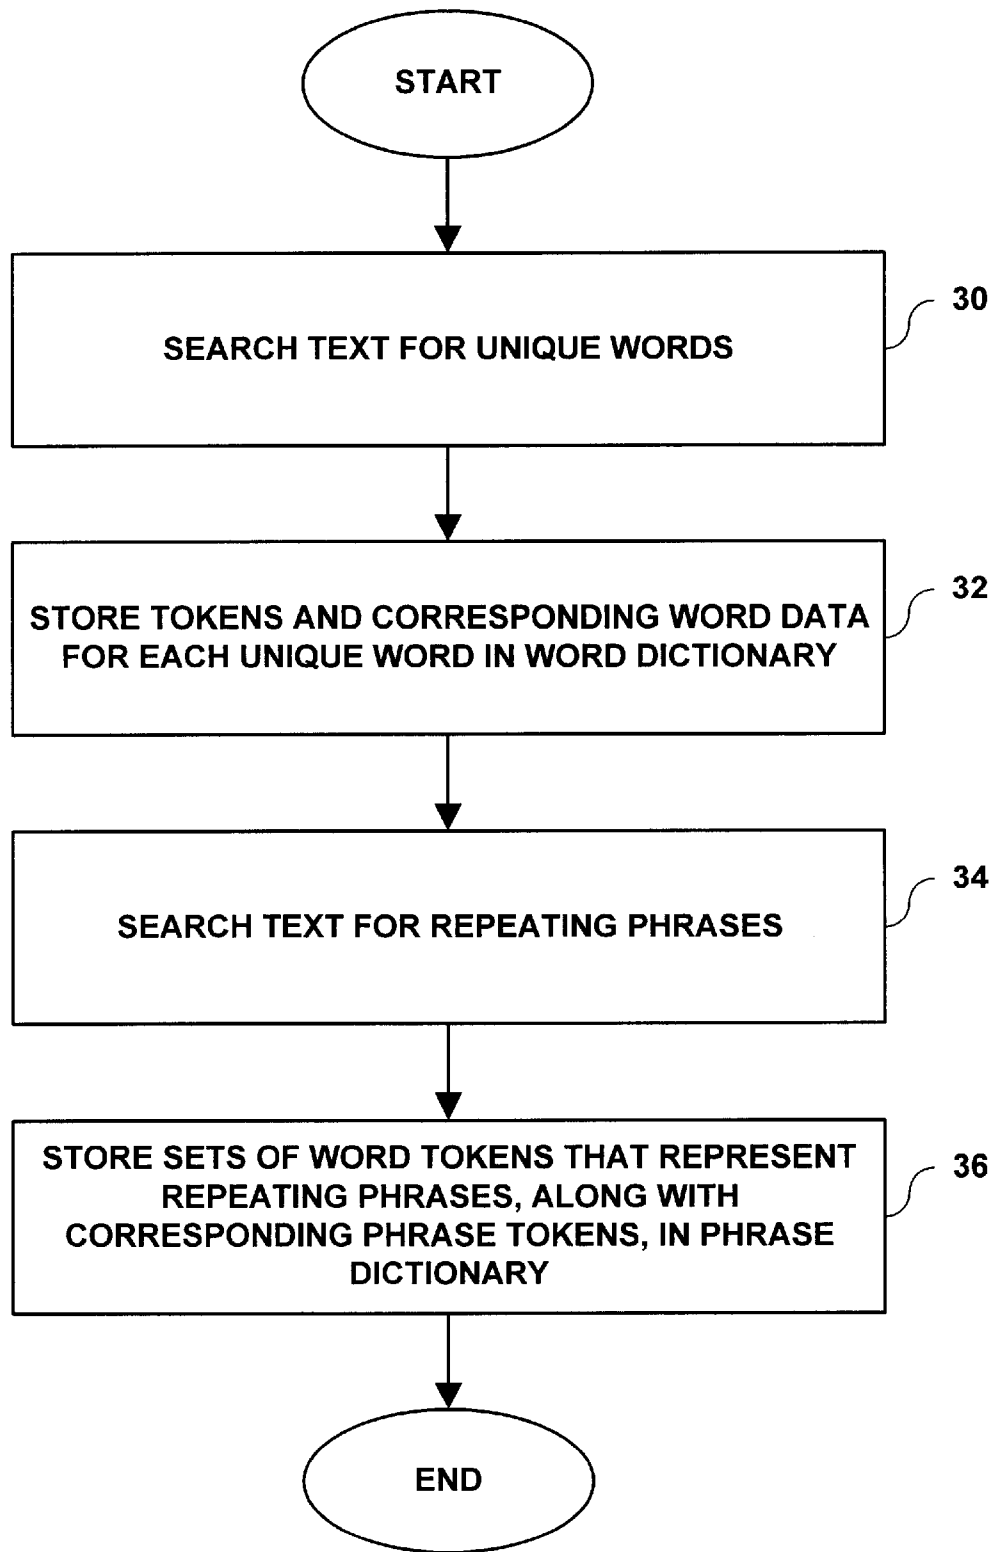 START
30
SEARCH TEXT FOR UNIQUE WORDS
32
STORE TOKENS AND CORRESPONDING WORD DATA
FOR EACH UNIQUE WORD IN WORD DICTIONARY
34
SEARCH TEXT FOR REPEATING PHRASES
36
STORE SETS OF WORD TOKENS THAT REPRESENT
REPEATING PHRASES, ALONG WITH
CORRESPONDING PHRASE TOKENS, IN PHRASE
DICTIONARY
END